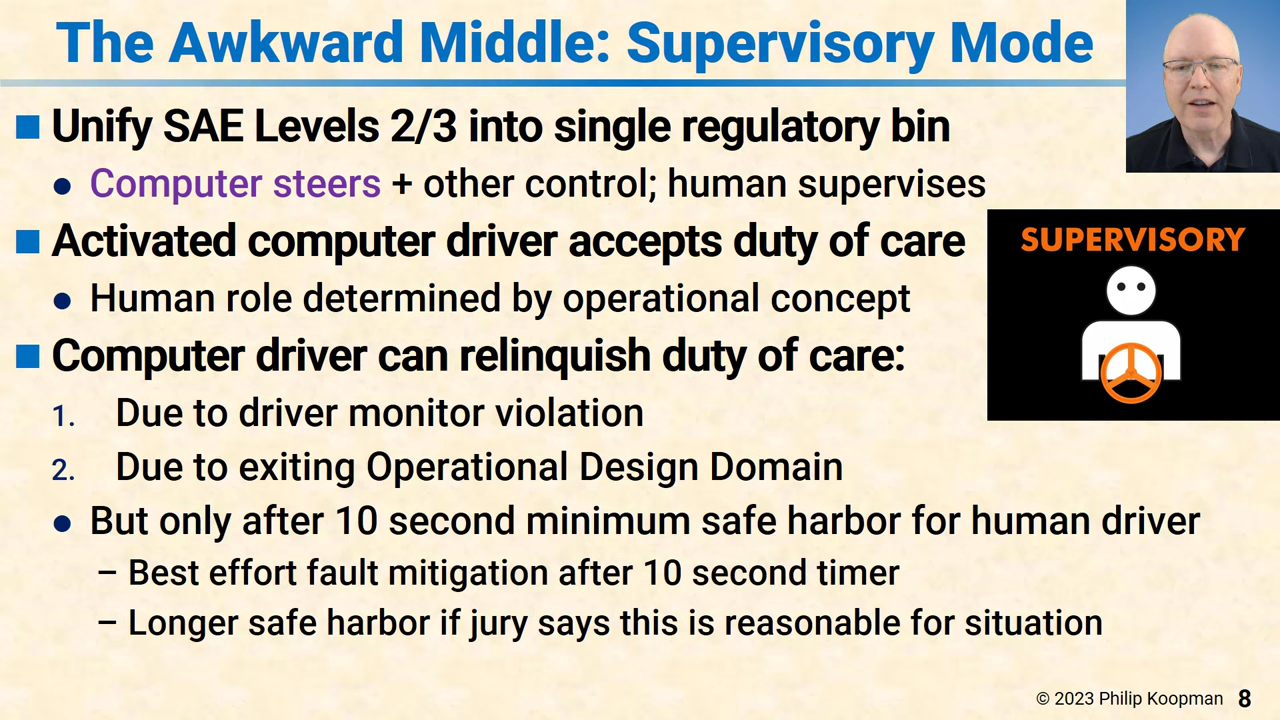 The Awkward Middle: Supervisory Mode
Unify SAE Levels 2/3 into single regulatory bin
Computer steers + other control; human supervises
Activated computer driver accepts duty of care
Human role determined by operational concept
Computer driver can relinquish duty of care:
1. Due to driver monitor violation
2. Due to exiting Operational Design Domain
But only after 10 second minimum safe harbor for human driver
– Best effort fault mitigation after 10 second timer
– Longer safe harbor if jury says this is reasonable for situation
SUPERVISORY
© 2023 Philip Koopman 8